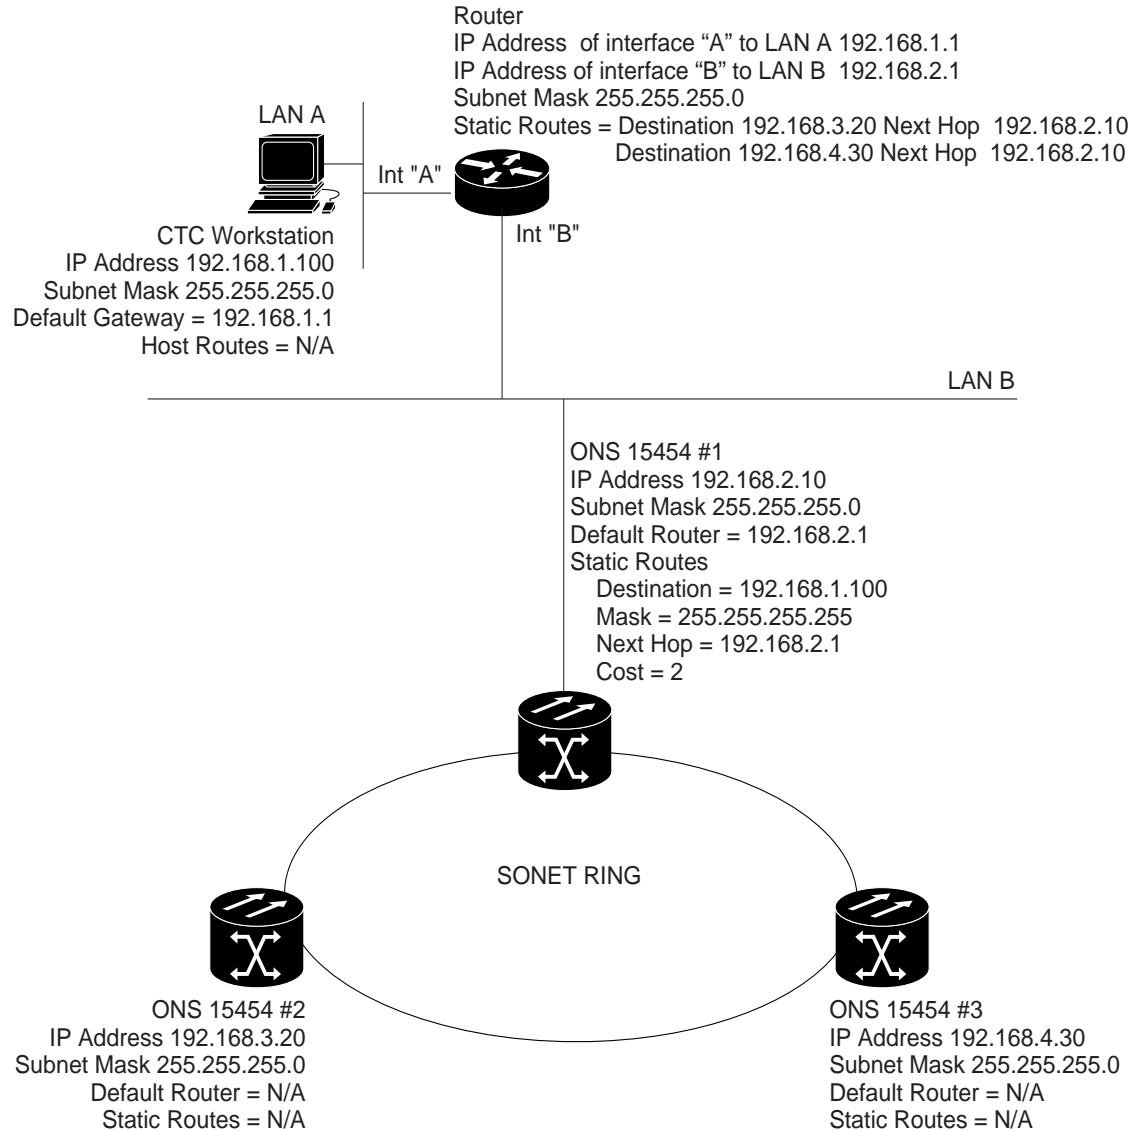 Router
IP Address of interface “A” to LAN A 192.168.1.1
IP Address of interface “B” to LAN B 192.168.2.1
Subnet Mask 255.255.255.0
Static Routes = Destination 192.168.3.20 Next Hop 192.168.2.10
Destination 192.168.4.30 Next Hop 192.168.2.10
LAN A
Int "A"
Int "B"
CTC Workstation
IP Address 192.168.1.100
Subnet Mask 255.255.255.0
Default Gateway = 192.168.1.1
Host Routes = N/A
LAN B
ONS 15454 #1
IP Address 192.168.2.10
Subnet Mask 255.255.255.0
Default Router = 192.168.2.1
Static Routes
Destination = 192.168.1.100
Mask = 255.255.255.255
Next Hop = 192.168.2.1
Cost = 2
SONET RING
ONS 15454 #2
IP Address 192.168.3.20
Subnet Mask 255.255.255.0
Default Router = N/A
Static Routes = N/A
ONS 15454 #3
IP Address 192.168.4.30
Subnet Mask 255.255.255.0
Default Router = N/A
Static Routes = N/A